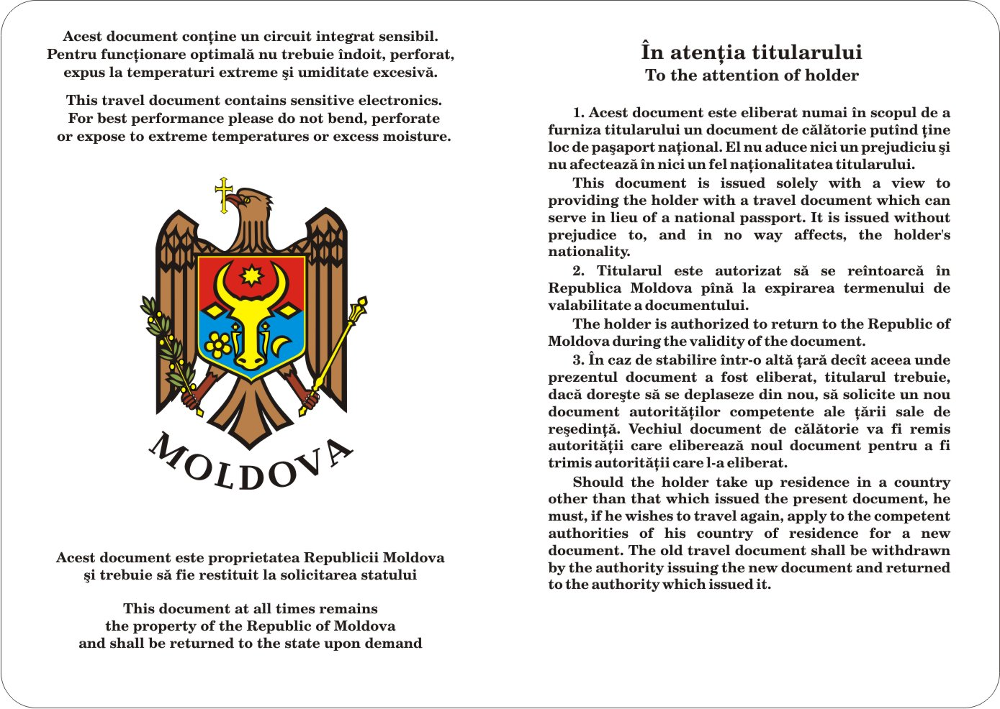 Acest document conține un circuit integrat sensibil.
Pentru funcționare optimală nu trebuie îndoit, perforat,
expus la temperaturi extreme şi umiditate excesivă.
This travel document contains sensitive electronics.
For best performance please do not bend, perforate
or expose to extreme temperatures or excess moisture.
MOLDOVA
Acest document este proprietatea Republicii Moldova
şi trebuie să fie restituit la solicitarea statului
This document at all times remains
the property of the Republic of Moldova
and shall be returned to the state upon demand
În atenția titularului
To the attention of holder
1. Acest document este eliberat numai în scopul de a
furniza titularului un document de călătorie putînd ține
loc de paşaport național. El nu aduce nici un prejudiciu şi
nu afectează în nici un fel naționalitatea titularului.
This document is issued solely with a view to
providing the holder with a travel document which can
serve in lieu of a national passport. It is issued without
prejudice to, and in no way affects, the holder's
nationality.
2. Titularul este autorizat să se reîntoarcă în
Republica Moldova pînă la expirarea termenului de
valabilitate a documentului.
The holder is authorized to return to the Republic of
Moldova during the validity of the document.
3. În caz de stabilire într-o altă țară decît aceea unde
prezentul document a fost eliberat, titularul trebuie,
dacă doreşte să se deplaseze din nou, să solicite un nou
document autorităților competente ale țării sale de
reşedință. Vechiul document de călătorie va fi remis
autorității care eliberează noul document pentru a fi
trimis autorității care l-a eliberat.
Should the holder take up residence in a country
other than that which issued the present document, he
must, if he wishes to travel again, apply to the competent
authorities of his country of residence for a new
document. The old travel document shall be withdrawn
by the authority issuing the new document and returned
to the authority which issued it.